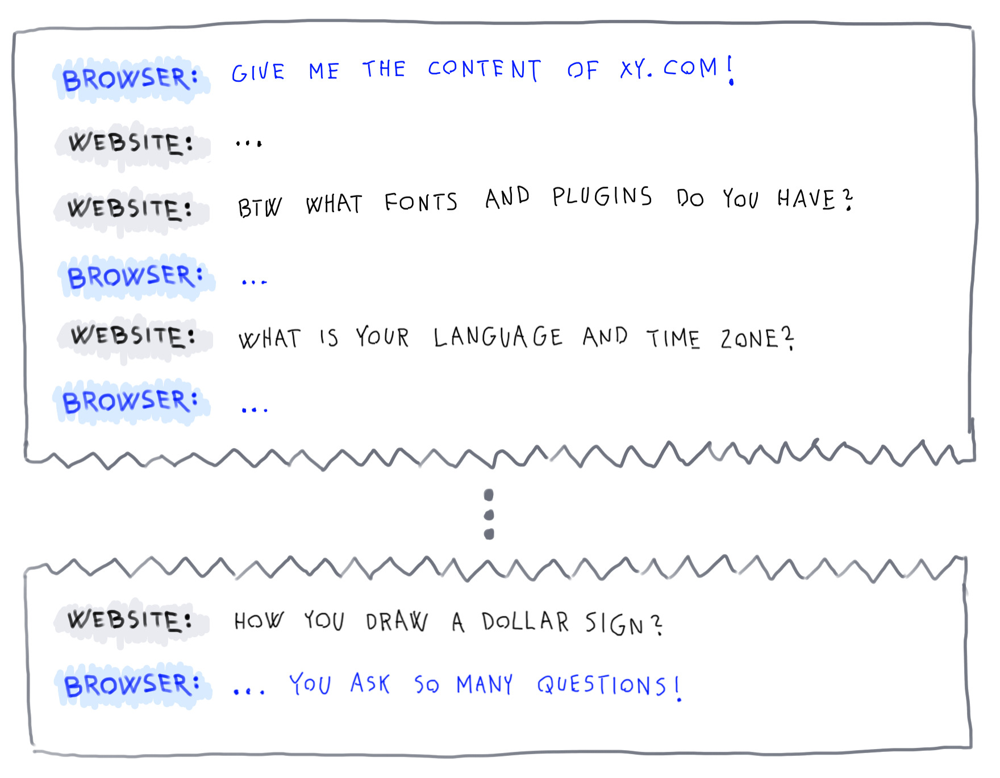 BROWSER: GIVE ME THE CONTENT OF XY.COM!
WEBSITE: ...
WEBSITE: BTW WHAT FONTS AND PLUGINS DO YOU HAVE?
BROWSER: ...
WEBSITE: WHAT IS YOUR LANGUAGE AND TIME ZONE?
BROWSER: ...
WEBSITE: HOW YOU DRAW A DOLLAR SIGN?
BROWSER: ... YOU ASK SO MANY QUESTIONS!